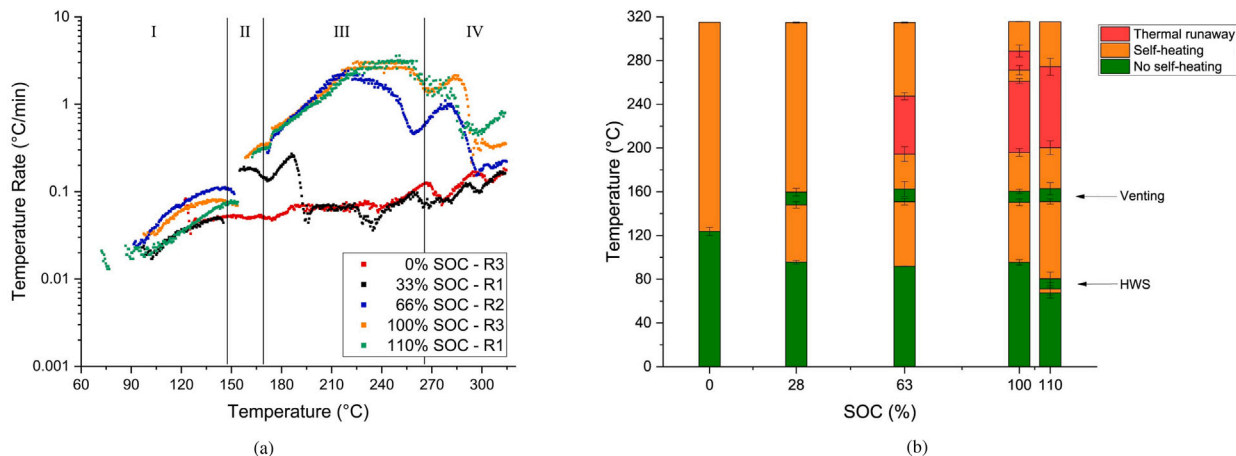 I II III IV
10
1
0.1
0.01
0.001
Temperature Rate (°C/min)
0% SOC - R3
33% SOC - R1
66% SOC - R2
100% SOC - R3
110% SOC - R1
60 90 120 150 180 210 240 270 300
Temperature (°C)
(a)
320
280
240
200
160
120
80
40
0
Temperature (°C)
Thermal runaway
Self-heating
No self-heating
Venting
HWS
0 28 63 100 110
SOC (%)
(b)